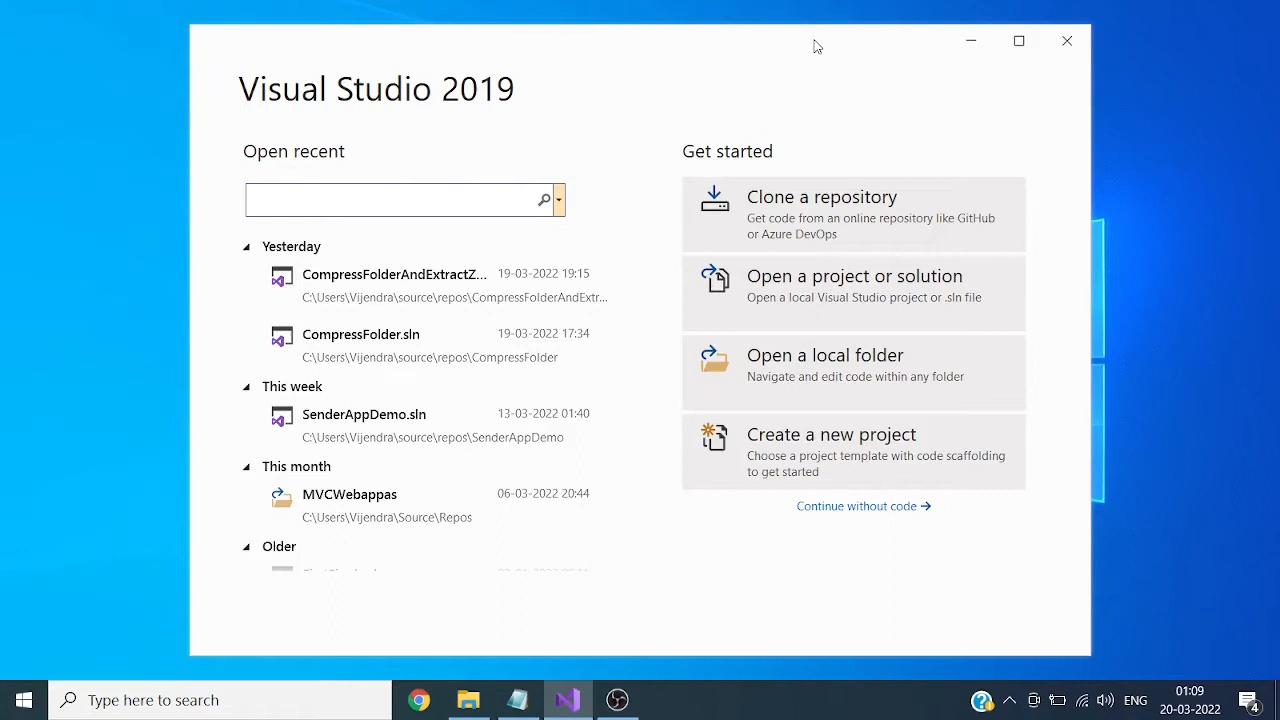 Visual Studio 2019
Open recent
Yesterday
CompressFolderAndExtractZ... 19-03-2022 19:15
C:\Users\Vijendra\source\repos\CompressFolderAndExtr...
CompressFolder.sln 19-03-2022 17:34
C:\Users\Vijendra\source\repos\CompressFolder
This week
SenderAppDemo.sln 13-03-2022 01:40
C:\Users\Vijendra\source\repos\SenderAppDemo
This month
MVCWebappas 06-03-2022 20:44
C:\Users\Vijendra\Source\Repos
Older
Get started
Clone a repository
Get code from an online repository like GitHub
or Azure DevOps
Open a project or solution
Open a local Visual Studio project or .sln file
Open a local folder
Navigate and edit code within any folder
Create a new project
Choose a project template with code scaffolding
to get started
Continue without code
Type here to search
ENG
01:09
20-03-2022
4